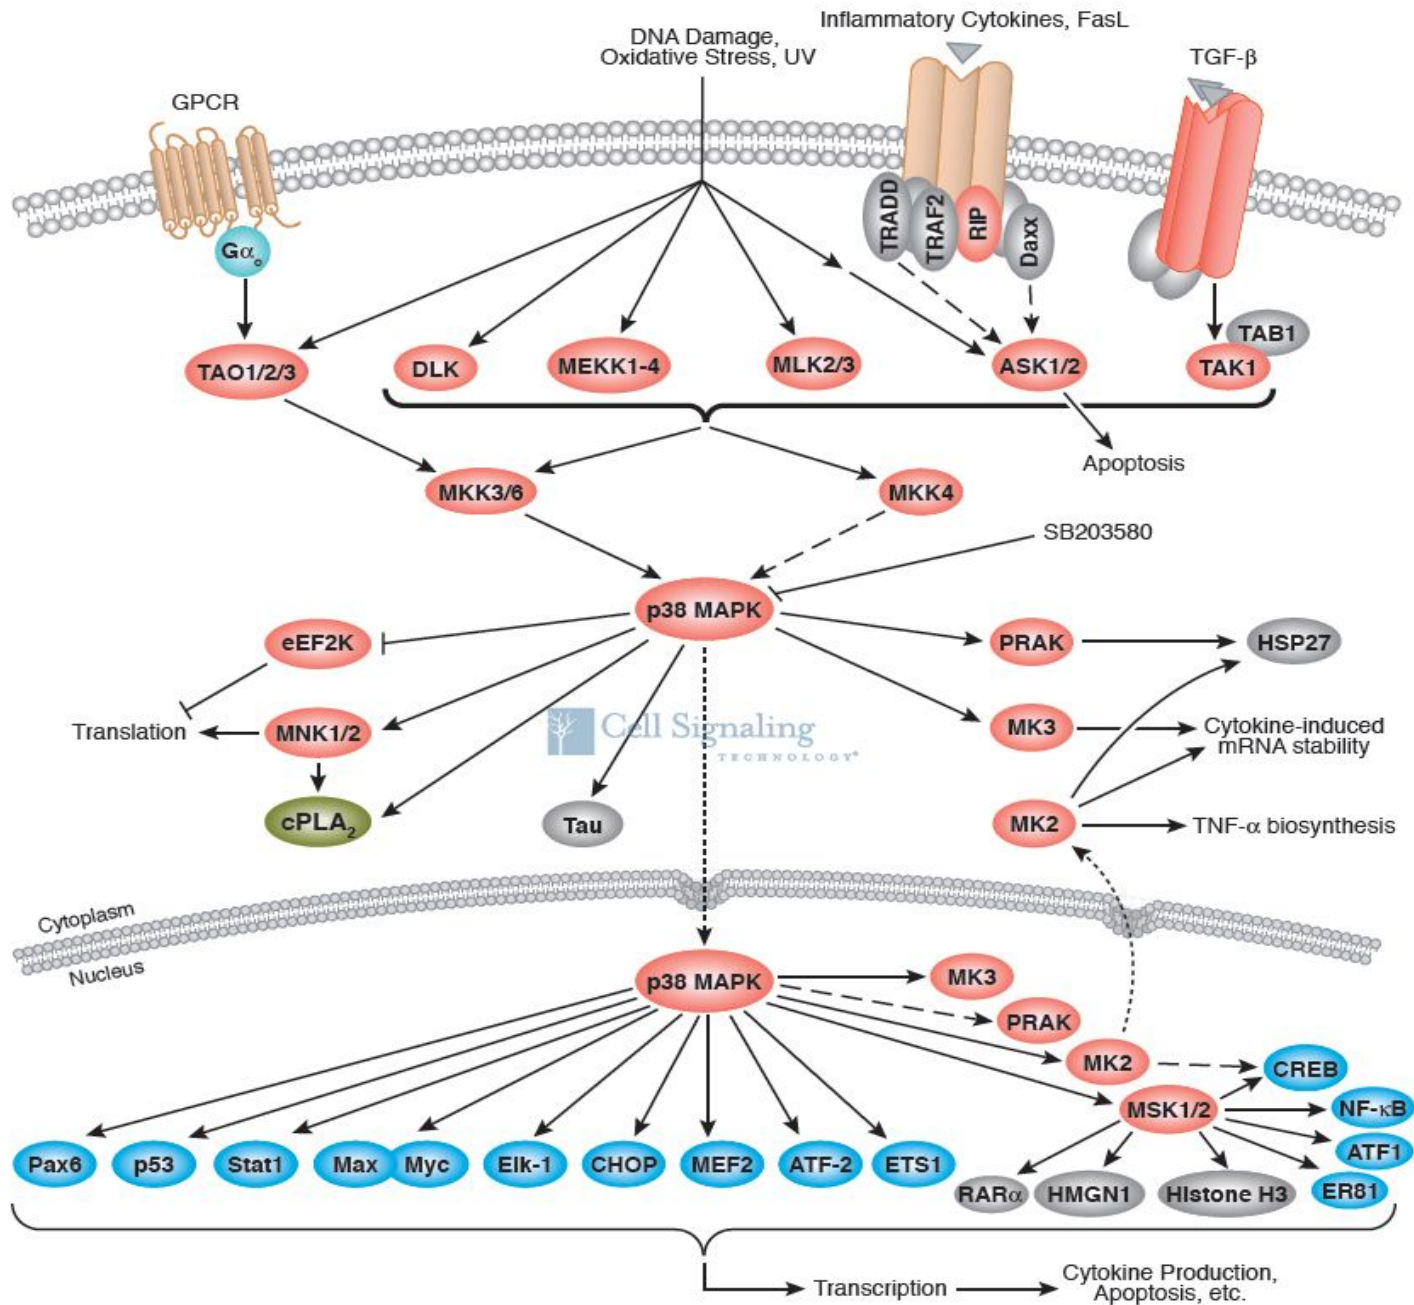 Inflammatory Cytokines, FasL
DNA Damage,
Oxidative Stress, UV
TGF-β
GPCR
TRADD
TRAF2
RIP
Daxx
Gαo
TAB1
TAO1/2/3
DLK
MEKK1-4
MLK2/3
ASK1/2
TAK1
Apoptosis
MKK3/6
MKK4
SB203580
p38 MAPK
eEF2K
PRAK
HSP27
Translation
MNK1/2
Cell Signaling
TECHNOLOGY®
MK3
Cytokine-induced
mRNA stability
cPLA2
Tau
MK2
TNF-α biosynthesis
Cytoplasm
Nucleus
p38 MAPK
MK3
PRAK
MK2
CREB
MSK1/2
NF-κB
ATF1
ER81
Pax6
p53
Stat1
Max
Myc
Elk-1
CHOP
MEF2
ATF-2
ETS1
RARα
HMGN1
Histone H3
Transcription
Cytokine Production,
Apoptosis, etc.